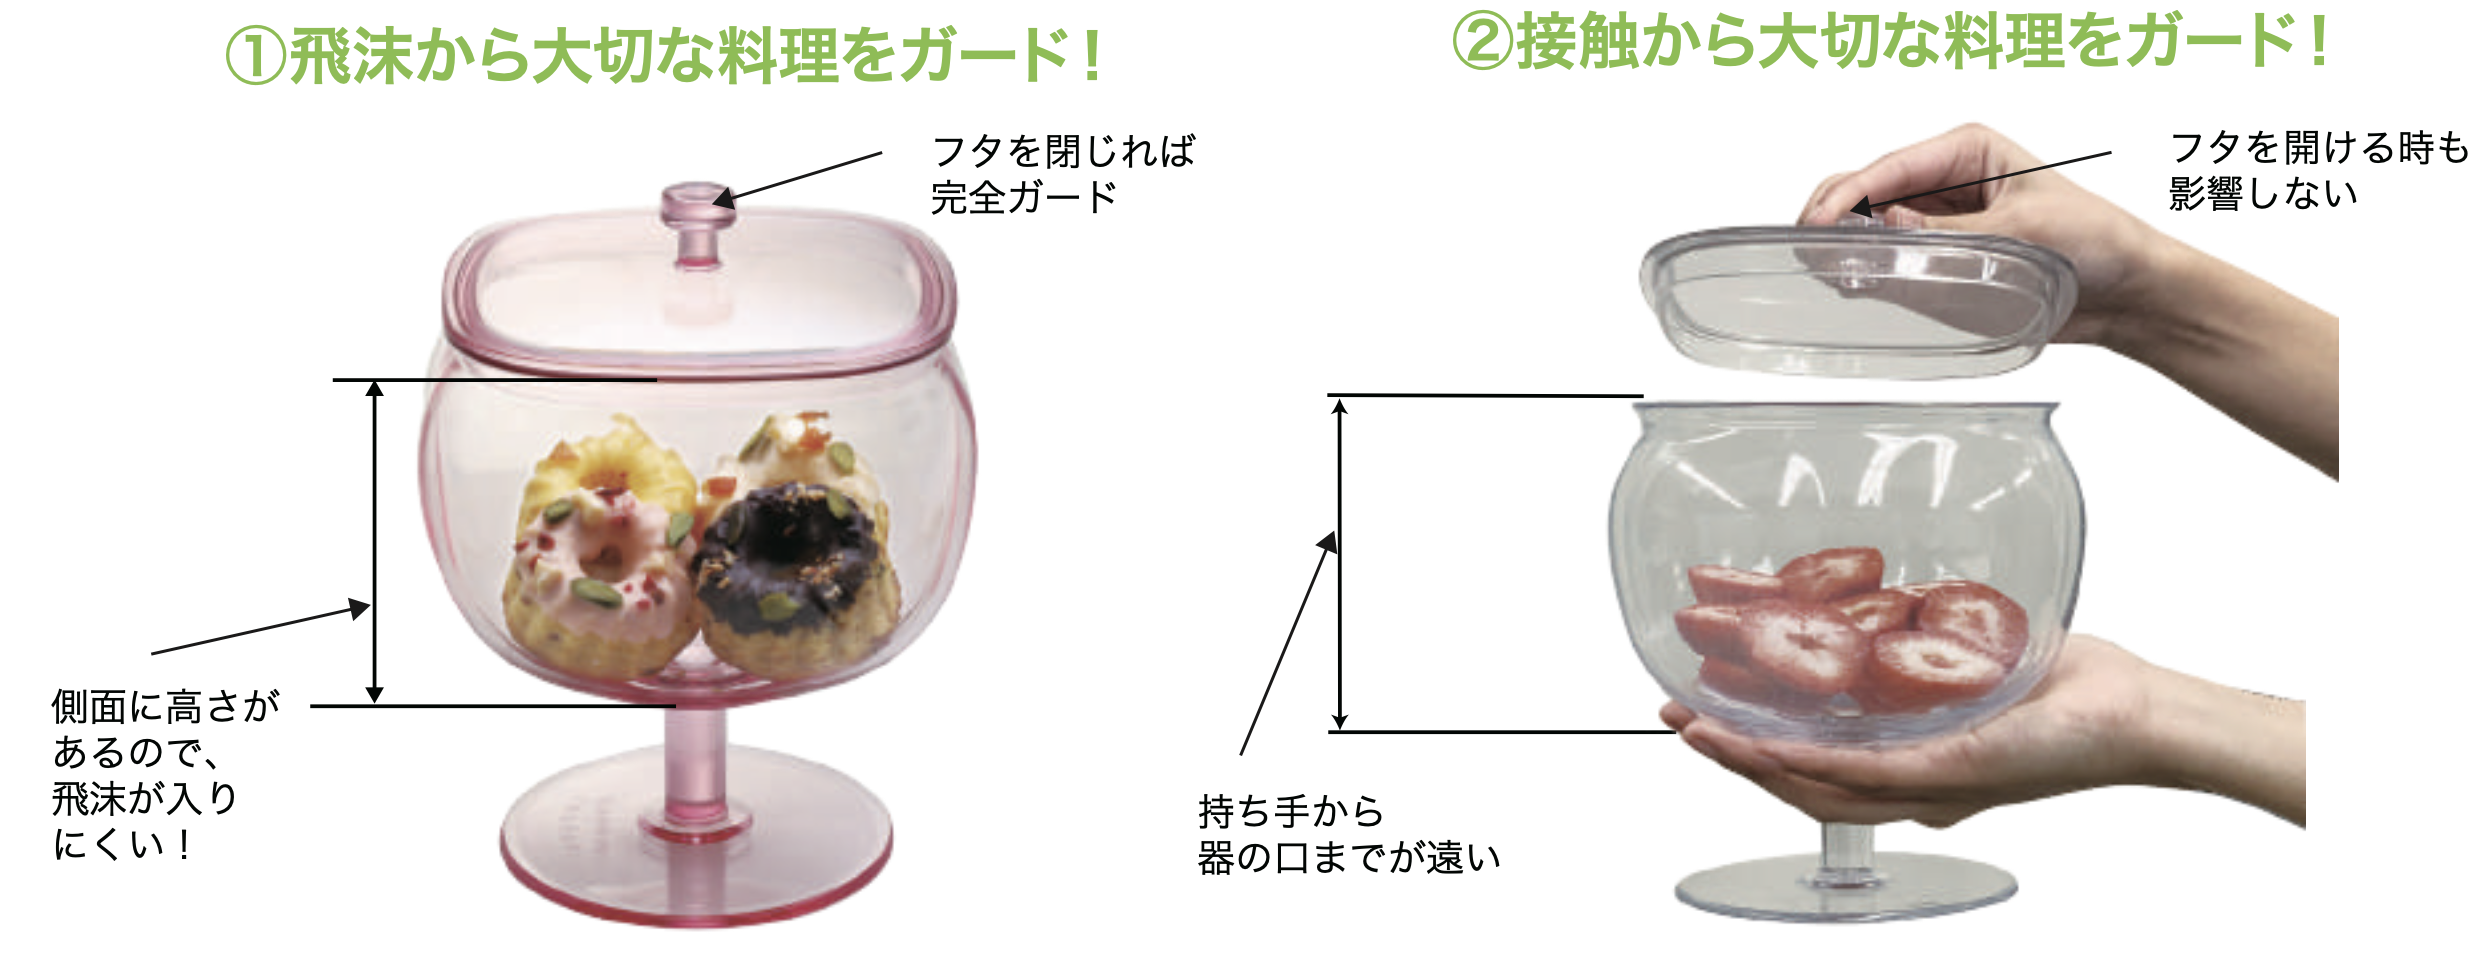 ①飛沫から大切な料理をガード！
フタを閉じれば
完全ガード
側面に高さが
あるので、
飛沫が入り
にくい！
②接触から大切な料理をガード！
フタを開ける時も
影響しない
持ち手から
器の口までが遠い